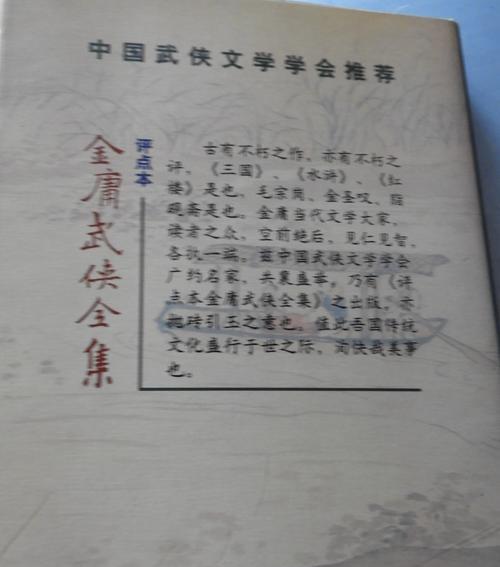 中国武侠文学学会推荐
金庸武侠全集
评点本
古有不朽之作，亦有不朽之
评，《三国》、《水浒》、《红
楼》是也，毛宗岗、金圣叹、脂
砚斋是也。金庸当代文学大家，
读者之众，空前绝后，见仁见智，
各执一端。兹中国武侠文学学会
广约名家，共襄盛举，乃有《评
点本金庸武侠全集》之出版，亦
抛砖引玉之意也。值此吾国传统
文化盛行于世之际，洵侠哉美事
也。